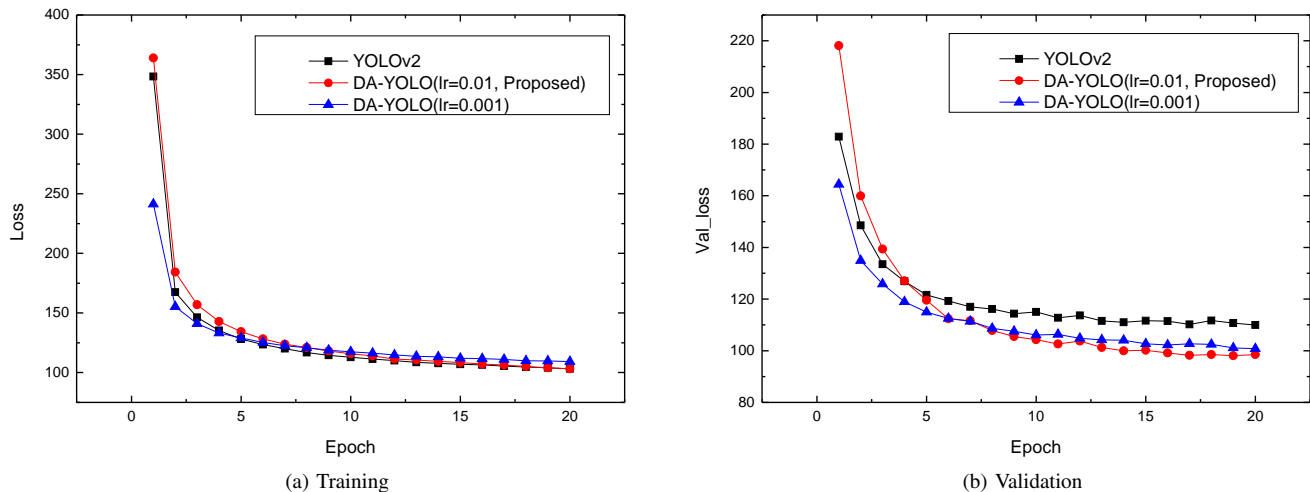 400
350
300
250
200
150
100
Loss
0 5 10 15 20
Epoch
YOLOv2
DA-YOLO(lr=0.01, Proposed)
DA-YOLO(lr=0.001)
(a) Training
220
200
180
160
140
120
100
80
Val_loss
0 5 10 15 20
Epoch
YOLOv2
DA-YOLO(lr=0.01, Proposed)
DA-YOLO(lr=0.001)
(b) Validation